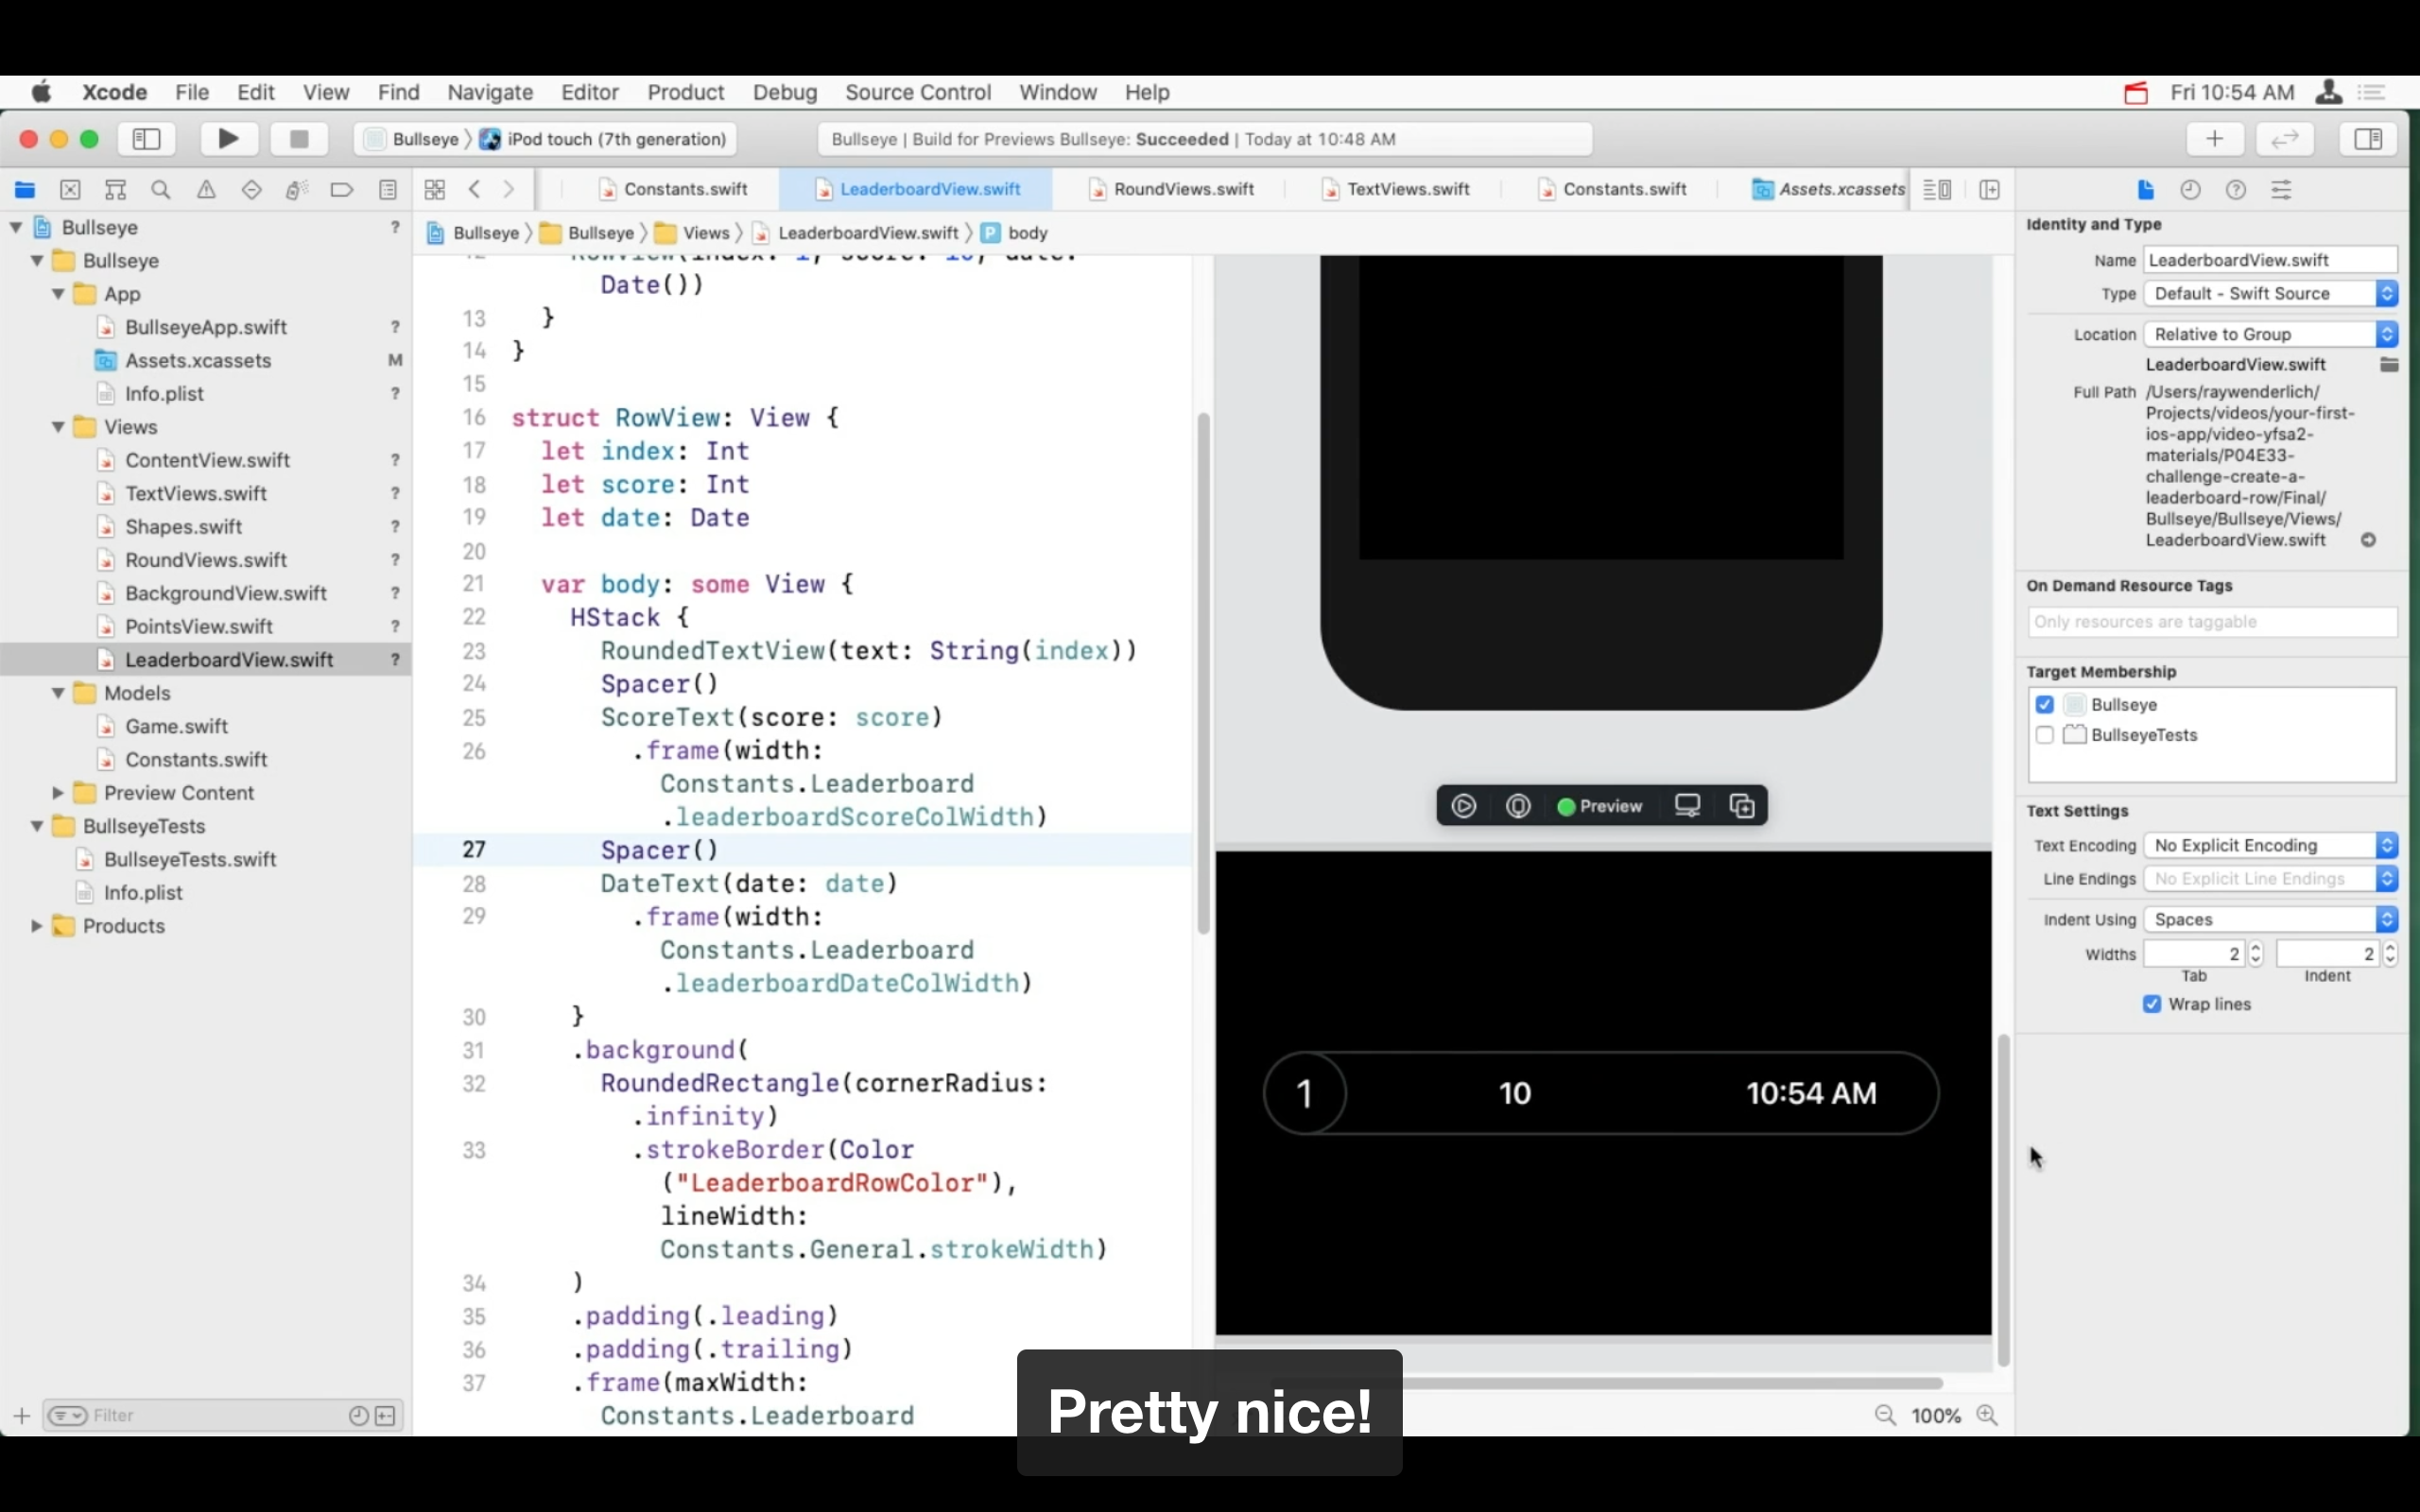 Xcode File Edit View Find Navigate Editor Product Debug Source Control Window Help Fri 10:54 AM
Bullseye iPod touch (7th generation) Bullseye | Build for Previews Bullseye: Succeeded | Today at 10:48 AM
Constants.swift LeaderboardView.swift RoundViews.swift TextViews.swift Constants.swift Assets.xcassets
Bullseye Bullseye Views LeaderboardView.swift P body
Bullseye ?
Bullseye
App
BullseyeApp.swift ?
Assets.xcassets M
Info.plist ?
Views
ContentView.swift ?
TextViews.swift ?
Shapes.swift ?
RoundViews.swift ?
BackgroundView.swift ?
PointsView.swift ?
LeaderboardView.swift ?
Models
Game.swift
Constants.swift
Preview Content
BullseyeTests
BullseyeTests.swift
Info.plist
Products
Filter
12 RowView(index: 1, score: 10, date:
Date())
13 }
14 }
15
16 struct RowView: View {
17 let index: Int
18 let score: Int
19 let date: Date
20
21 var body: some View {
22 HStack {
23 RoundedTextView(text: String(index))
24 Spacer()
25 ScoreText(score: score)
26 .frame(width:
Constants.Leaderboard
.leaderboardScoreColWidth)
27 Spacer()
28 DateText(date: date)
29 .frame(width:
Constants.Leaderboard
.leaderboardDateColWidth)
30 }
31 .background(
32 RoundedRectangle(cornerRadius:
.infinity)
33 .strokeBorder(Color
("LeaderboardRowColor"),
lineWidth:
Constants.General.strokeWidth)
34 )
35 .padding(.leading)
36 .padding(.trailing)
37 .frame(maxWidth:
Constants.Leaderboard
Preview
1 10 10:54 AM
100%
Identity and Type
Name LeaderboardView.swift
Type Default - Swift Source
Location Relative to Group
LeaderboardView.swift
Full Path /Users/raywenderlich/
Projects/videos/your-first-
ios-app/video-yfsa2-
materials/P04E33-
challenge-create-a-
leaderboard-row/Final/
Bullseye/Bullseye/Views/
LeaderboardView.swift
On Demand Resource Tags
Only resources are taggable
Target Membership
Bullseye
BullseyeTests
Text Settings
Text Encoding No Explicit Encoding
Line Endings No Explicit Line Endings
Indent Using Spaces
Widths 2 2
Tab Indent
Wrap lines
Pretty nice!